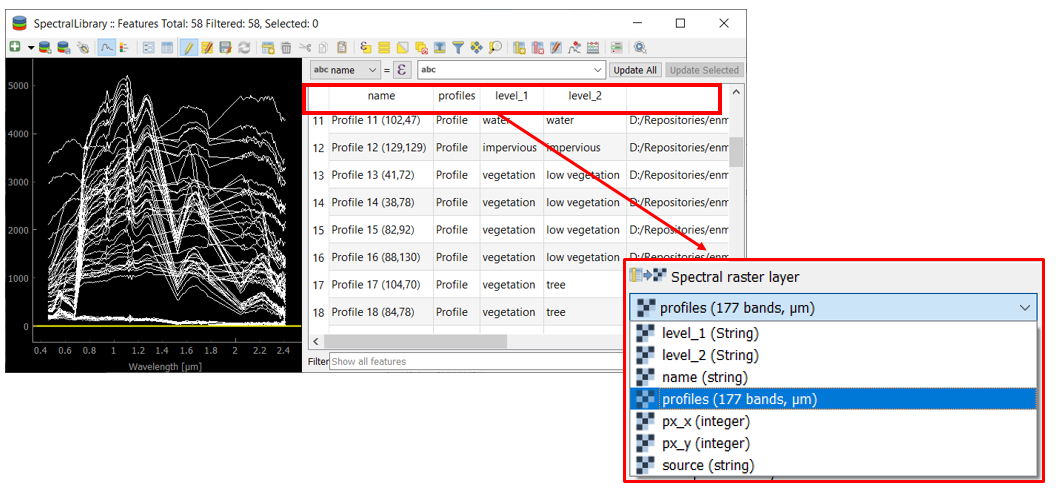 SpectralLibrary :: Features Total: 58 Filtered: 58, Selected: 0
abc name = ε abc Update All Update Selected
name profiles level_1 level_2
11 Profile 11 (102,47) Profile water water D:/Repositories/enm
12 Profile 12 (129,129) Profile impervious impervious D:/Repositories/enm
13 Profile 13 (41,72) Profile vegetation low vegetation D:/Repositories/enm
14 Profile 14 (38,78) Profile vegetation low vegetation D:/Repositories/enm
15 Profile 15 (82,92) Profile vegetation low vegetation D:/Repositories/enm
16 Profile 16 (88,130) Profile vegetation low vegetation D:/Repositories/enm
17 Profile 17 (104,70) Profile vegetation tree
18 Profile 18 (84,78) Profile vegetation tree
Filter Show all features
5000
4000
3000
2000
1000
0
0.4 0.6 0.8 1 1.2 1.4 1.6 1.8 2 2.2 2.4
Wavelength [µm]
Spectral raster layer
profiles (177 bands, µm)
level_1 (String)
level_2 (String)
name (string)
profiles (177 bands, µm)
px_x (integer)
px_y (integer)
source (string)